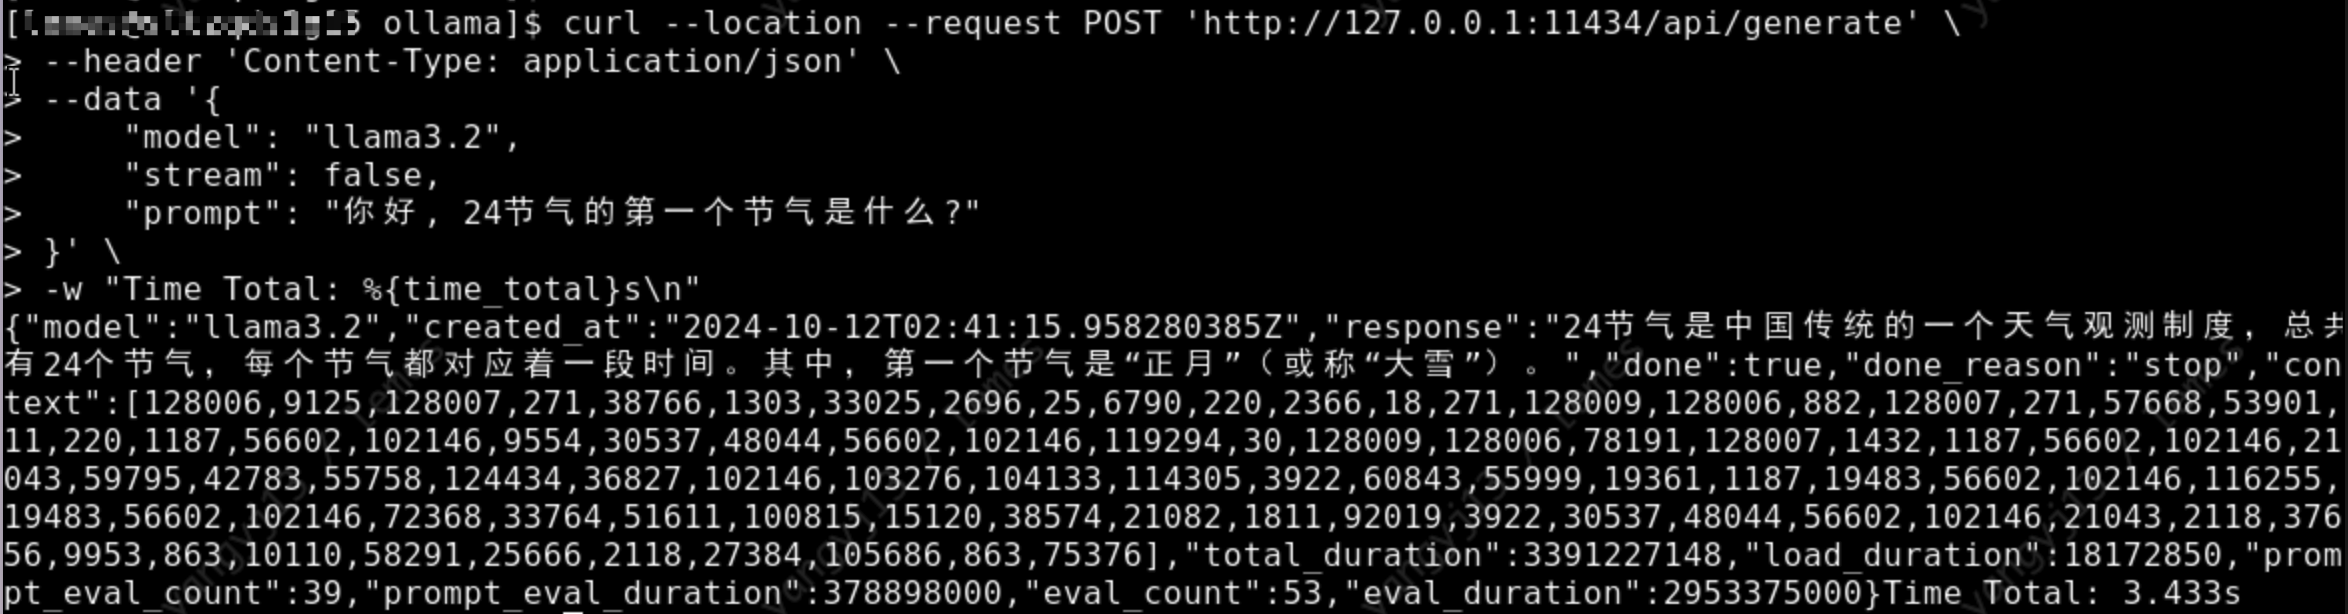 ollama]$ curl --location --request POST 'http://127.0.0.1:11434/api/generate' \
> --header 'Content-Type: application/json' \
> --data '{
>     "model": "llama3.2",
>     "stream": false,
>     "prompt": "你好, 24节气的第一个节气是什么?"
> }' \
> -w "Time Total: %{time_total}s\n"
{"model":"llama3.2","created_at":"2024-10-12T02:41:15.958280385Z","response":"24节气是中国传统的一个天气观测制度，总共
有24个节气，每个节气都对应着一段时间。其中，第一个节气是“正月”（或称“大雪”）。","done":true,"done_reason":"stop","con
text":[128006,9125,128007,271,38766,1303,33025,2696,25,6790,220,2366,18,271,128009,128006,882,128007,271,57668,53901,
11,220,1187,56602,102146,9554,30537,48044,56602,102146,119294,30,128009,128006,78191,128007,1432,1187,56602,102146,21
043,59795,42783,55758,124434,36827,102146,103276,104133,114305,3922,60843,55999,19361,1187,19483,56602,102146,116255,
19483,56602,102146,72368,33764,51611,100815,15120,38574,21082,1811,92019,3922,30537,48044,56602,102146,21043,2118,376
56,9953,863,10110,58291,25666,2118,27384,105686,863,75376],"total_duration":3391227148,"load_duration":18172850,"prom
pt_eval_count":39,"prompt_eval_duration":378898000,"eval_count":53,"eval_duration":2953375000}Time Total: 3.433s